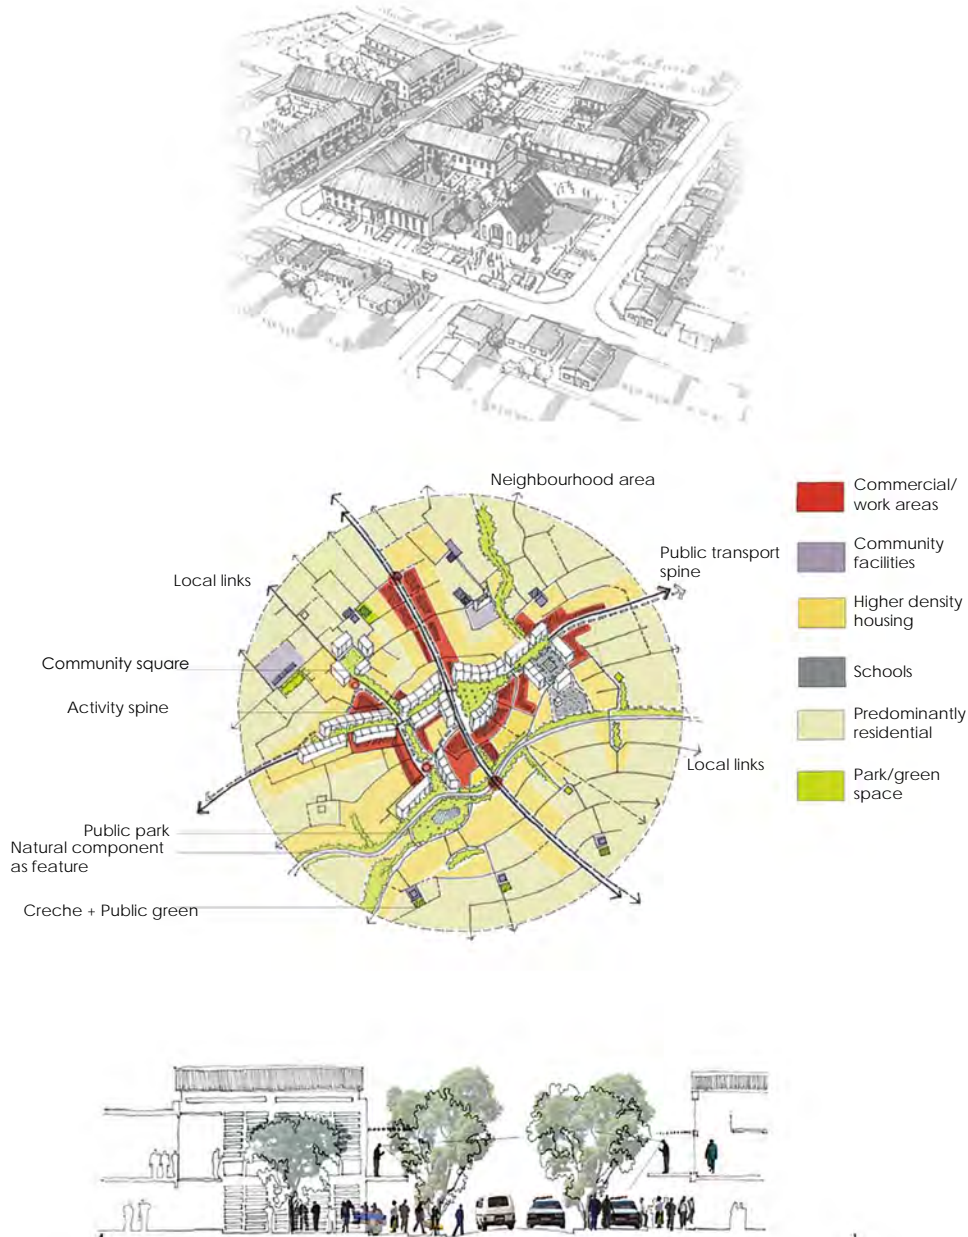 Neighbourhood area
Commercial/
work areas
Community
facilities
Public transport
spine
Local links
Higher density
housing
Community square
Schools
Activity spine
Predominantly
residential
Local links
Park/green
space
Public park
Natural component
as feature
Creche + Public green